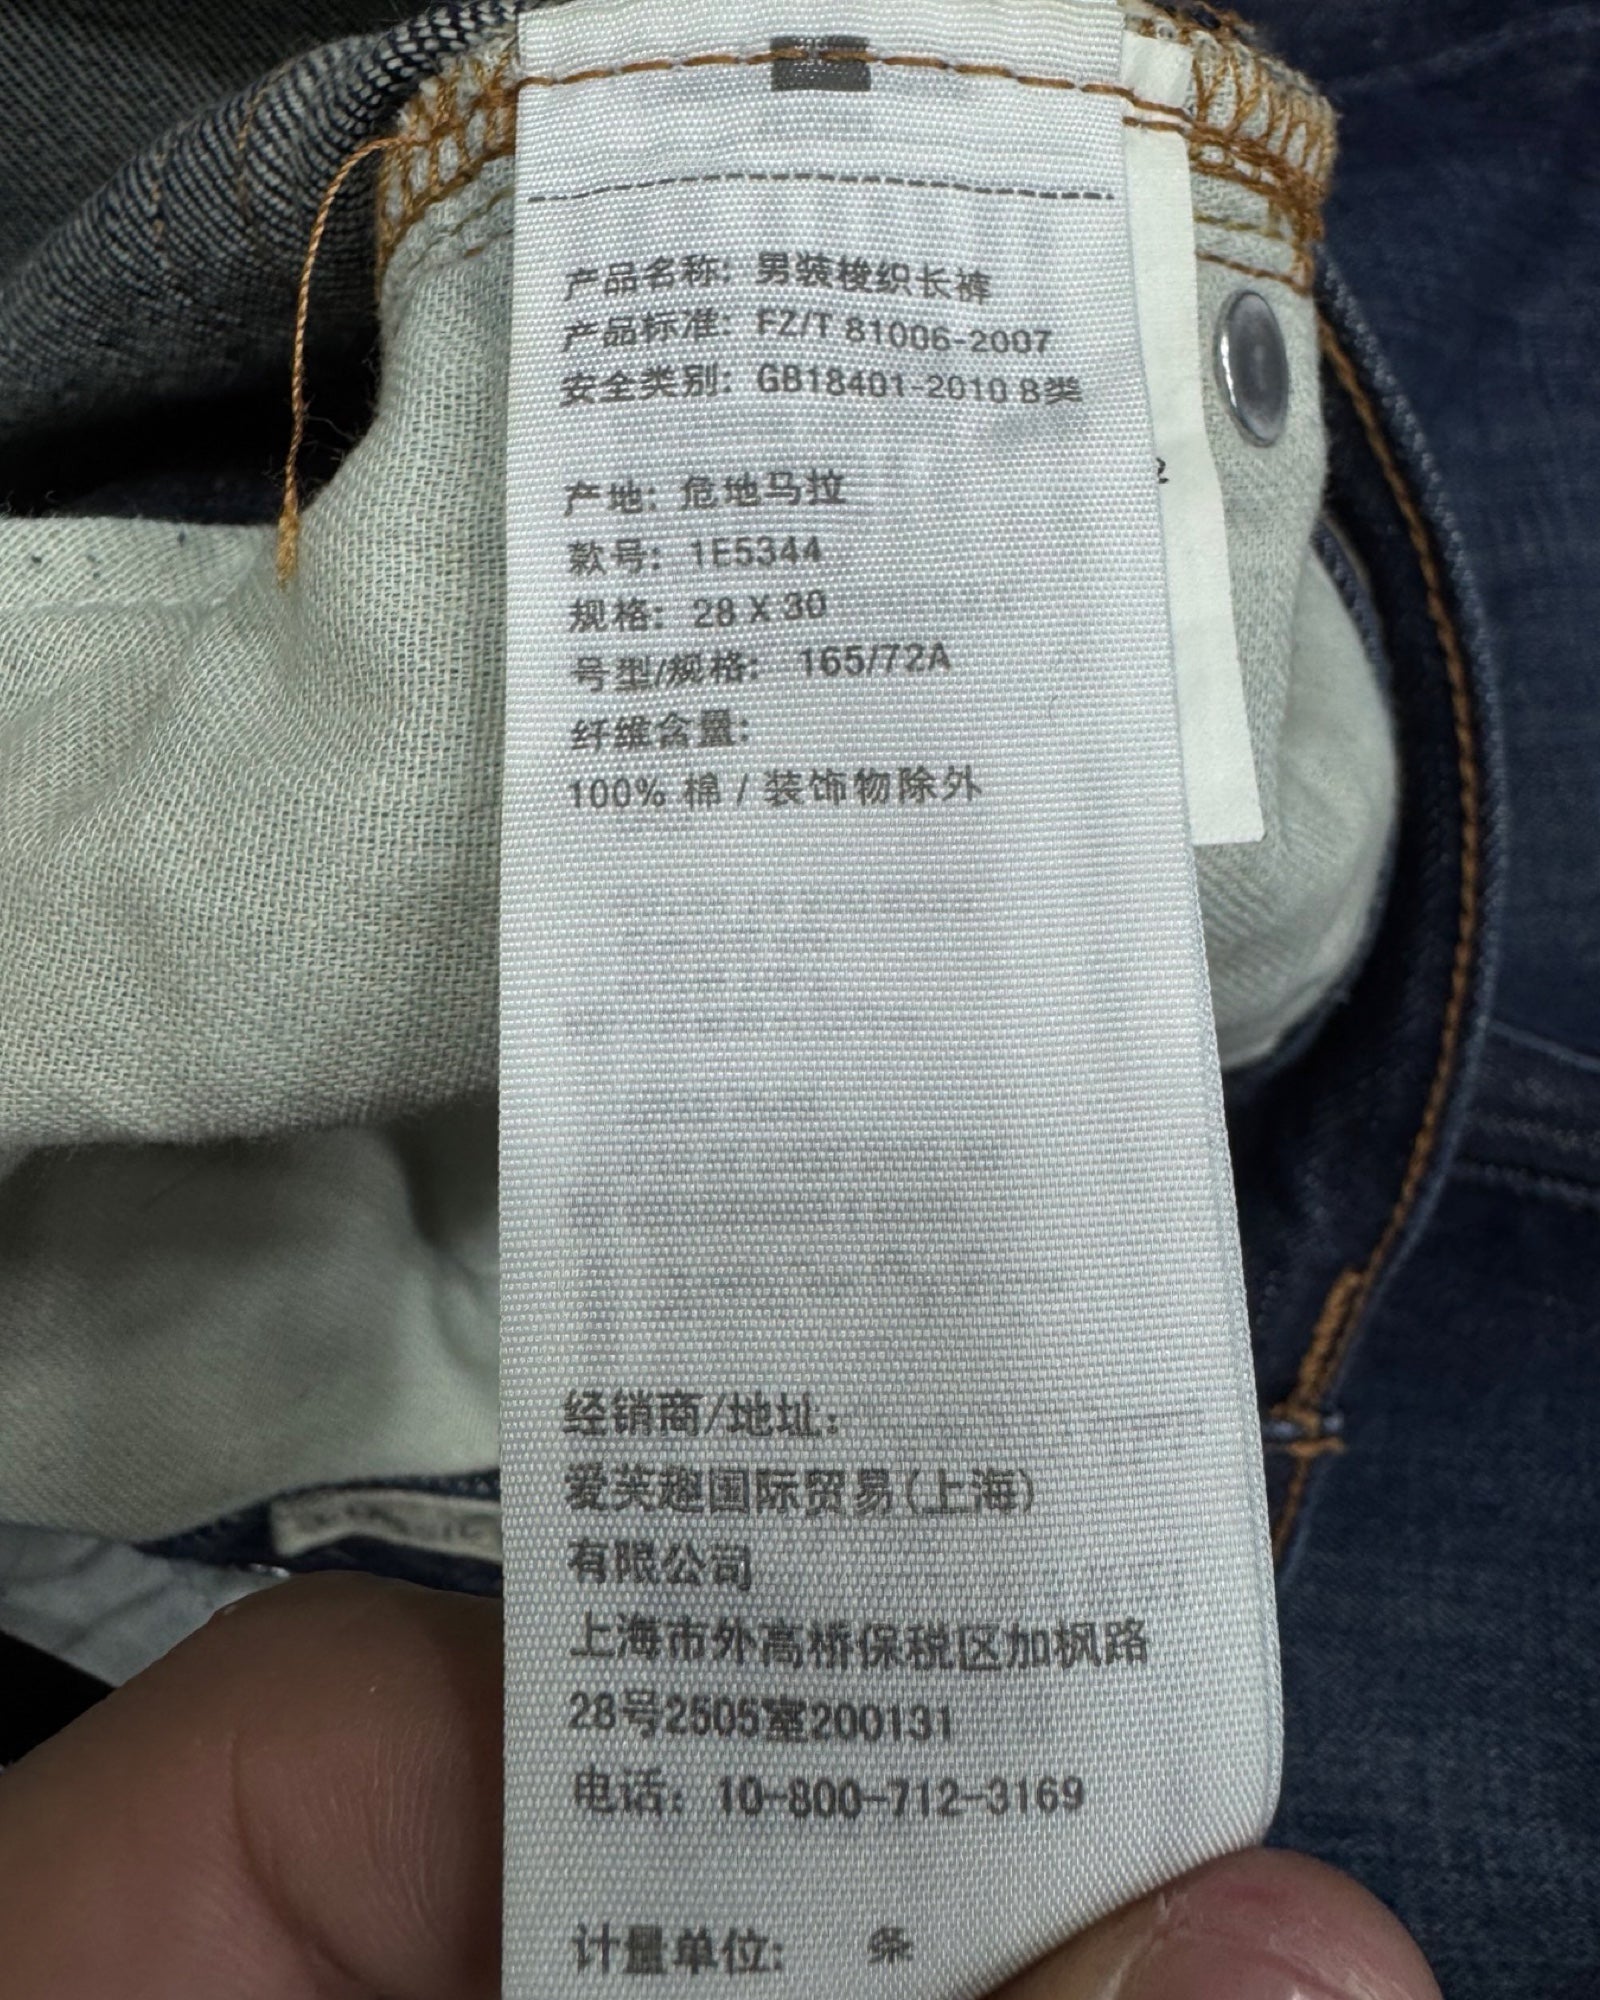 产品名称: 男装梭织长裤
产品标准: FZ/T 81006-2007
安全类别: GB18401-2010 B类
产地: 危地马拉
款号: 1E5344
规格: 28 X 30
号型/规格: 165/72A
纤维含量:
100% 棉 / 装饰物除外
经销商/地址:
爱芙趣国际贸易(上海)
有限公司
上海市外高桥保税区加枫路
28号2505室200131
电话: 10-800-712-3169
计量单位: 条